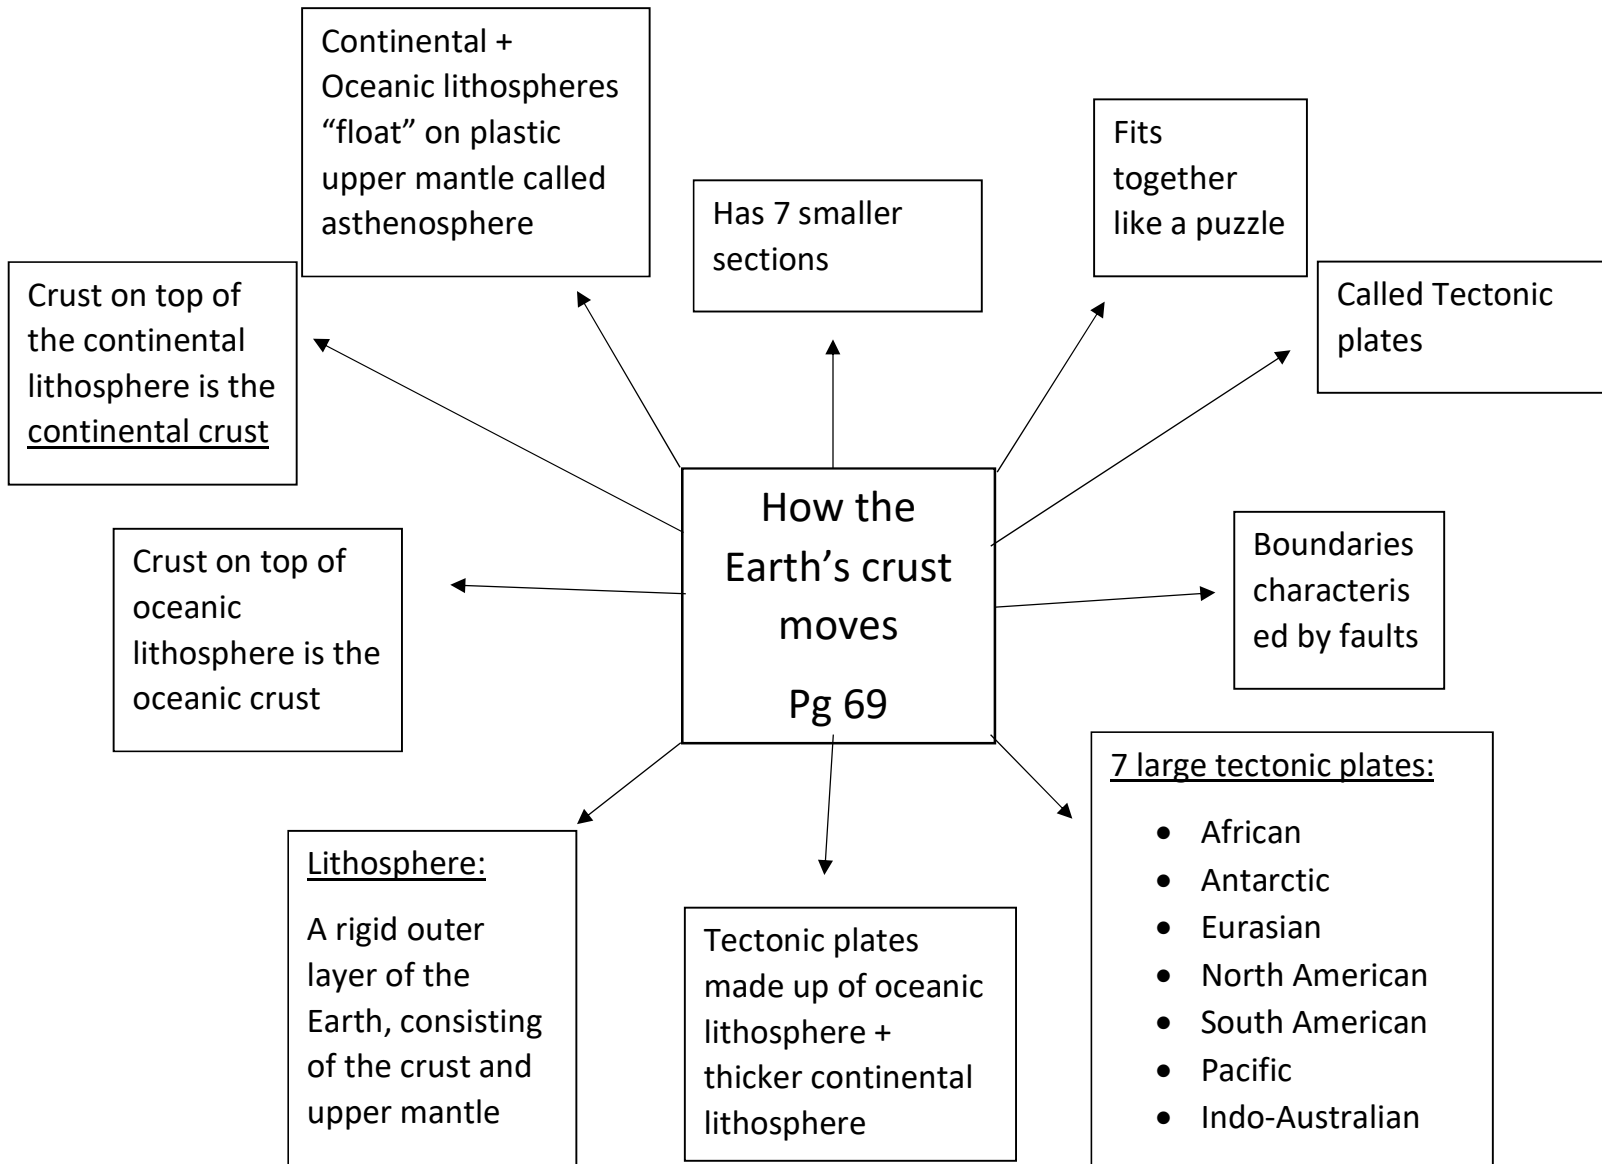 Continental +
Oceanic lithospheres
“float” on plastic
upper mantle called
asthenosphere
Has 7 smaller
sections
Fits
together
like a puzzle
Called Tectonic
plates
Crust on top of
the continental
lithosphere is the
continental crust
How the
Earth’s crust
moves
Pg 69
Crust on top of
oceanic
lithosphere is the
oceanic crust
Boundaries
characteris
ed by faults
Lithosphere:
A rigid outer
layer of the
Earth, consisting
of the crust and
upper mantle
Tectonic plates
made up of oceanic
lithosphere +
thicker continental
lithosphere
7 large tectonic plates:
• African
• Antarctic
• Eurasian
• North American
• South American
• Pacific
• Indo-Australian